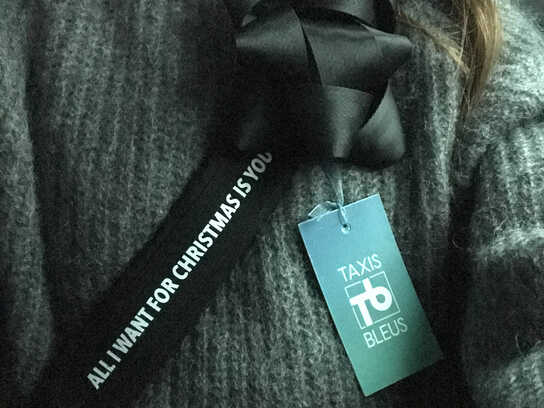 ALL I WANT FOR CHRISTMAS IS YOU
TAXIS
Tb
BLEUS